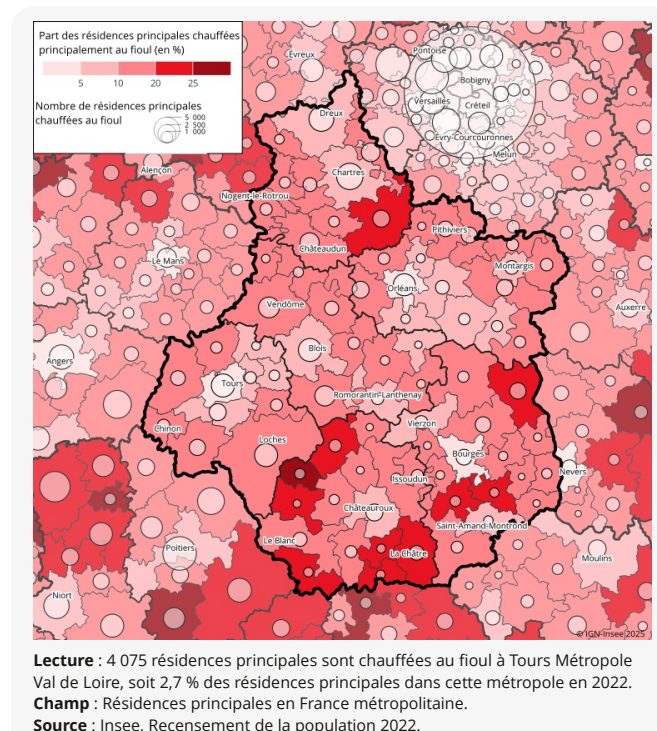 Part des résidences principales chauffées
principalement au fioul (en %)
5 10 20 25
Nombre de résidences principales
chauffées au fioul
5 000
2 500
1 000
Évreux
Pontoise
Bobigny
Versailles
Créteil
Évry-Courcouronnes
Melun
Dreux
Alençon
Chartres
Nogent-le-Rotrou
Pithiviers
Châteaudun
Le Mans
Montargis
Orléans
Vendôme
Auxerre
Blois
Angers
Tours
Romorantin-Lanthenay
Chinon
Vierzon
Loches
Bourges
Issoudun
Nevers
Châteauroux
Saint-Amand-Montrond
Le Blanc
La Châtre
Poitiers
Moulins
Niort
© IGN-Insee 2025
Lecture : 4 075 résidences principales sont chauffées au fioul à Tours Métropole
Val de Loire, soit 2,7 % des résidences principales dans cette métropole en 2022.
Champ : Résidences principales en France métropolitaine.
Source : Insee, Recensement de la population 2022.